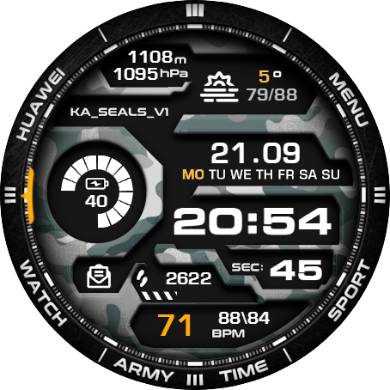 HUAWEI
MENU
1108m
1095hPa
5°
79/88
KA_SEALS_V1
21.09
MO TU WE TH FR SA SU
40
20:54
SEC: 45
2622
71
88\84
BPM
WATCH
ARMY
TIME
SPORT